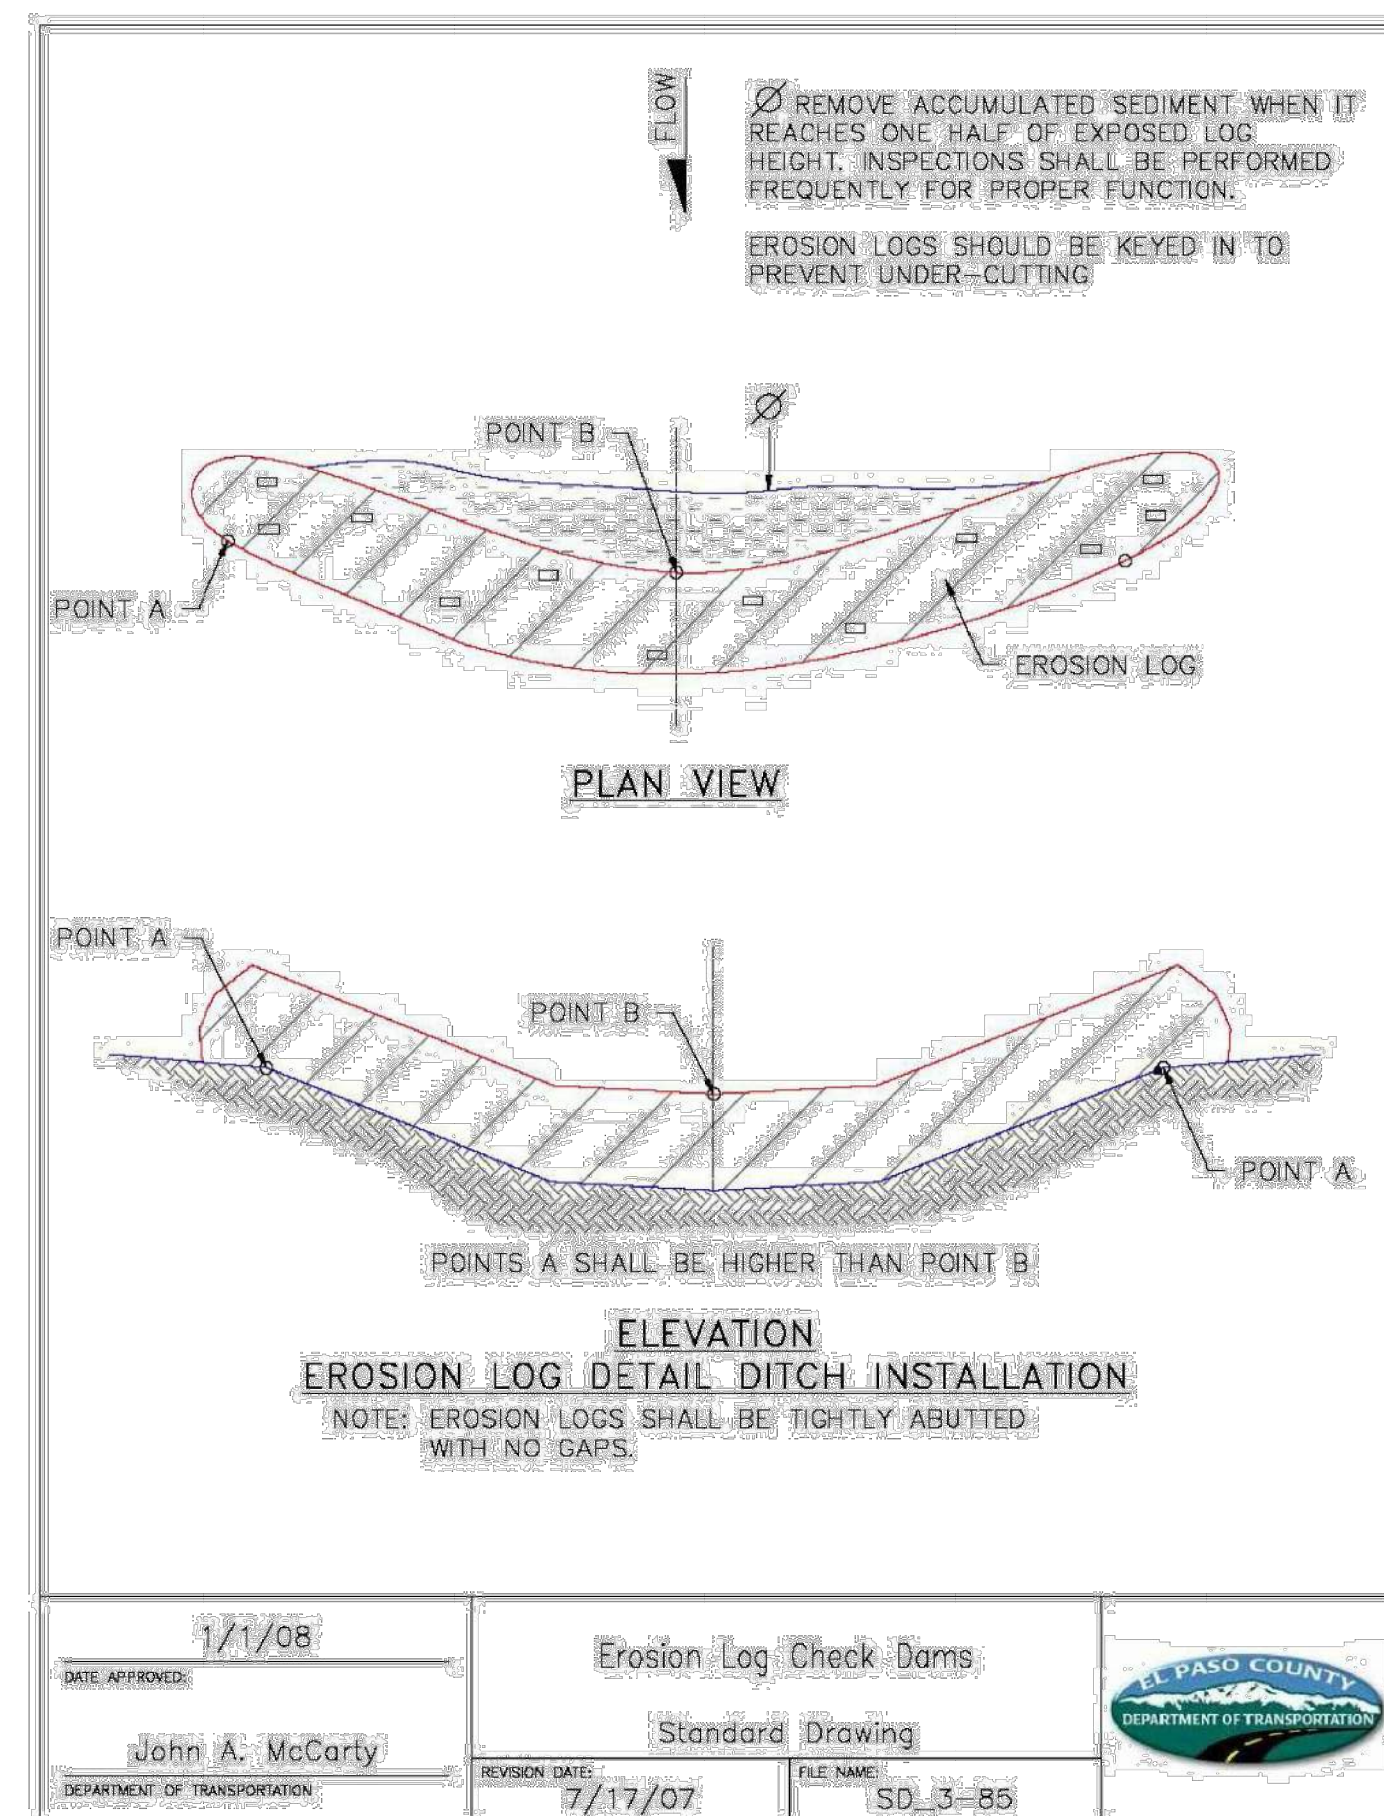 FLOW
Ø REMOVE ACCUMULATED SEDIMENT WHEN IT
REACHES ONE HALF OF EXPOSED LOG
HEIGHT. INSPECTIONS SHALL BE PERFORMED
FREQUENTLY FOR PROPER FUNCTION.
EROSION LOGS SHOULD BE KEYED IN TO
PREVENT UNDER-CUTTING
Ø
POINT B
POINT A
EROSION LOG
PLAN VIEW
POINT A
POINT B
POINT A
POINTS A SHALL BE HIGHER THAN POINT B
ELEVATION
EROSION LOG DETAIL DITCH INSTALLATION
NOTE: EROSION LOGS SHALL BE TIGHTLY ABUTTED
WITH NO GAPS.
1/1/08
DATE APPROVED:
John A. McCarty
DEPARTMENT OF TRANSPORTATION
Erosion Log Check Dams
Standard Drawing
REVISION DATE:
7/17/07
FILE NAME:
SD_3-85
EL PASO COUNTY
DEPARTMENT OF TRANSPORTATION